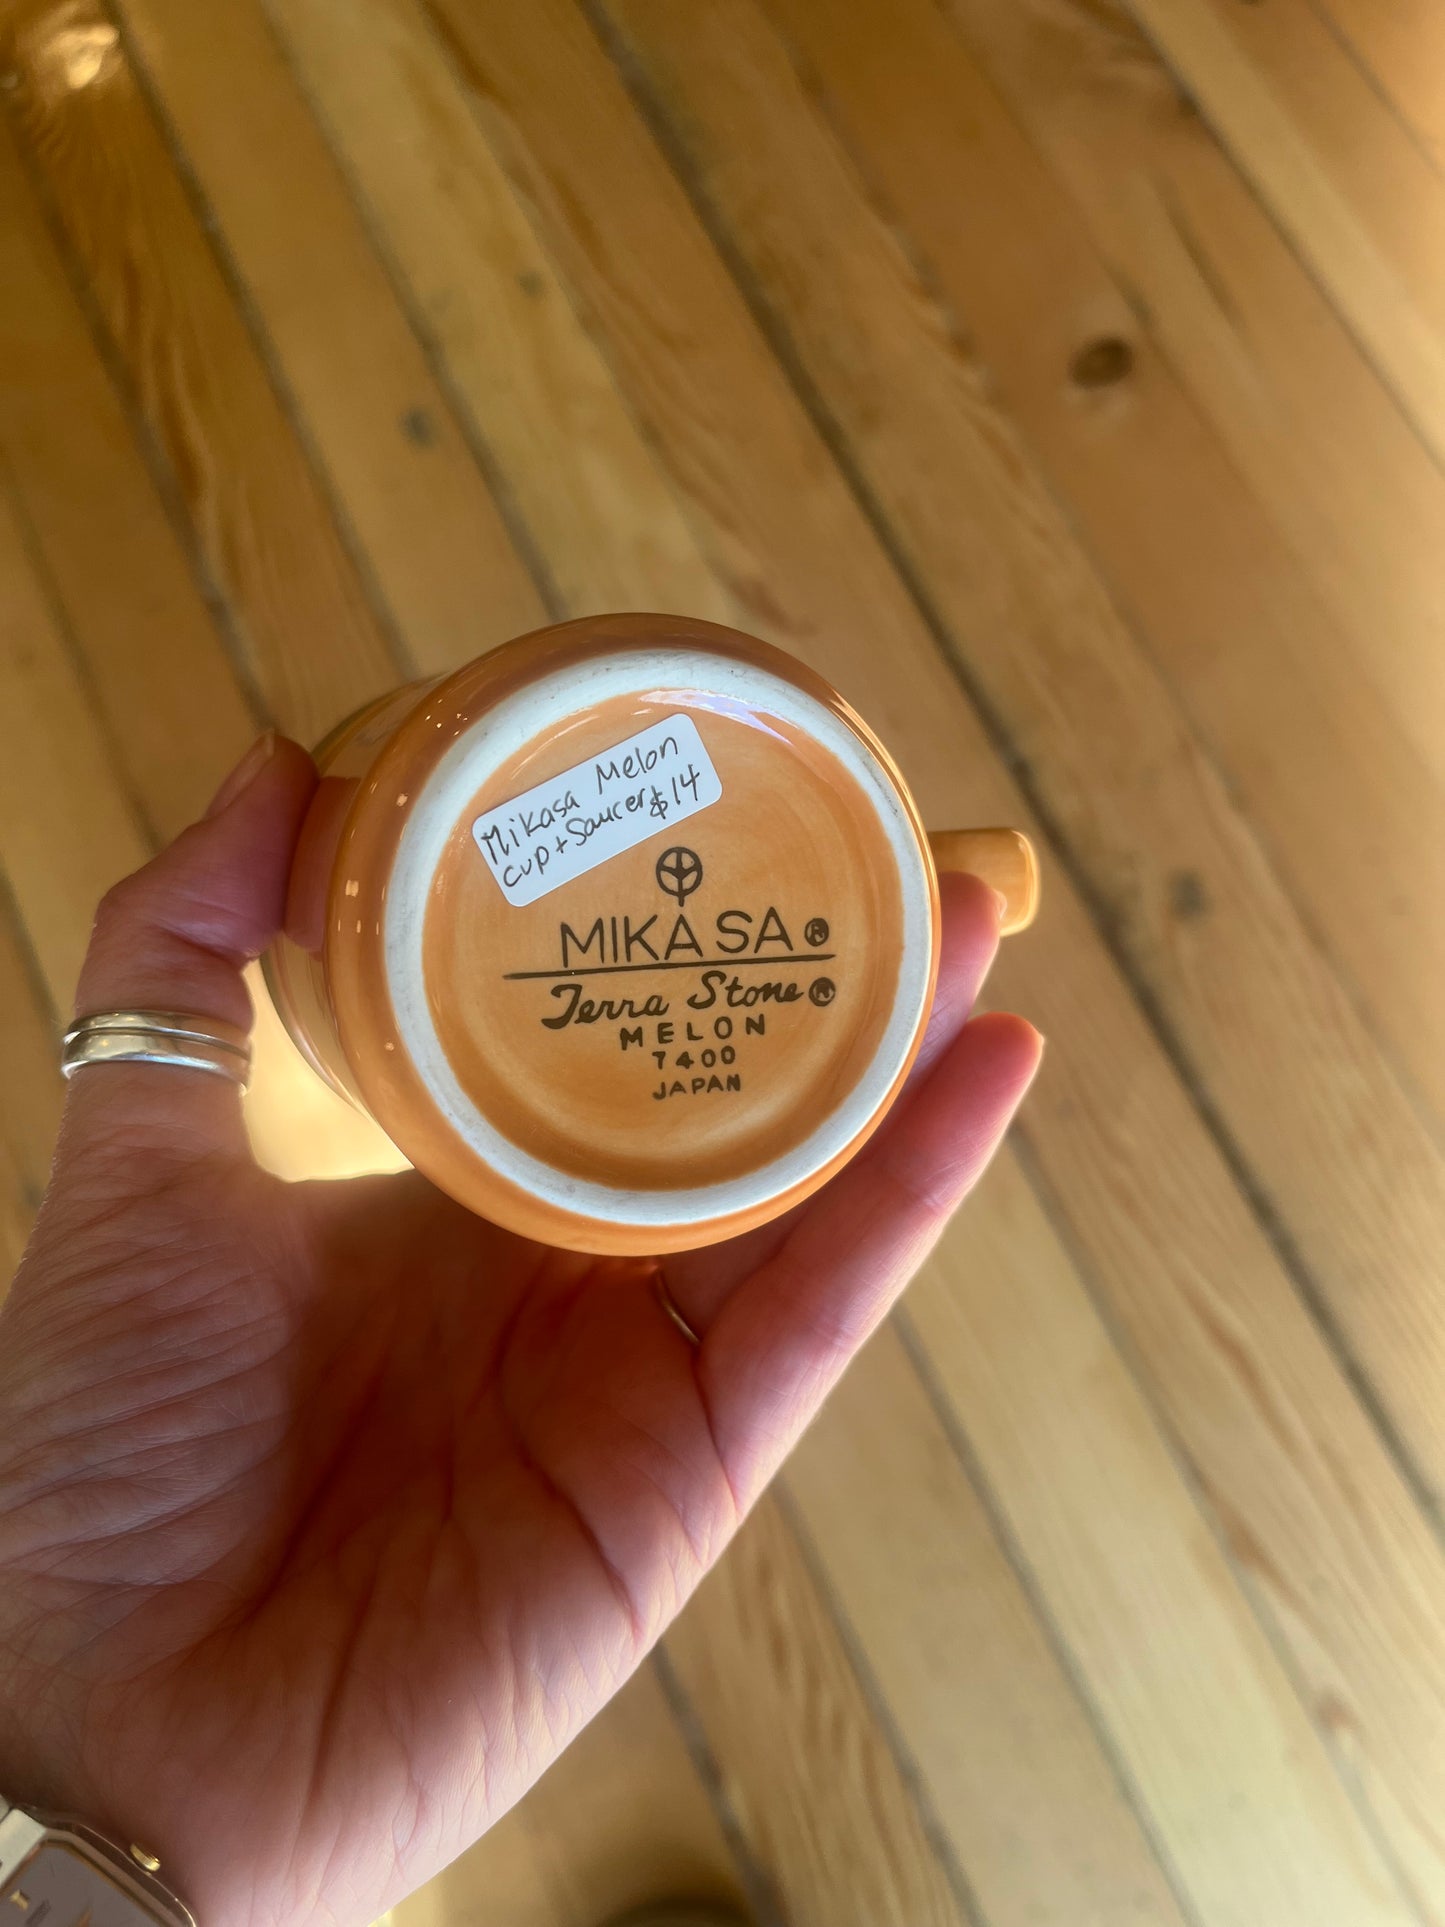 Mikasa Melon
Cup + Saucer $14
MIKASA ®
Terra Stone ®
MELON
7400
JAPAN